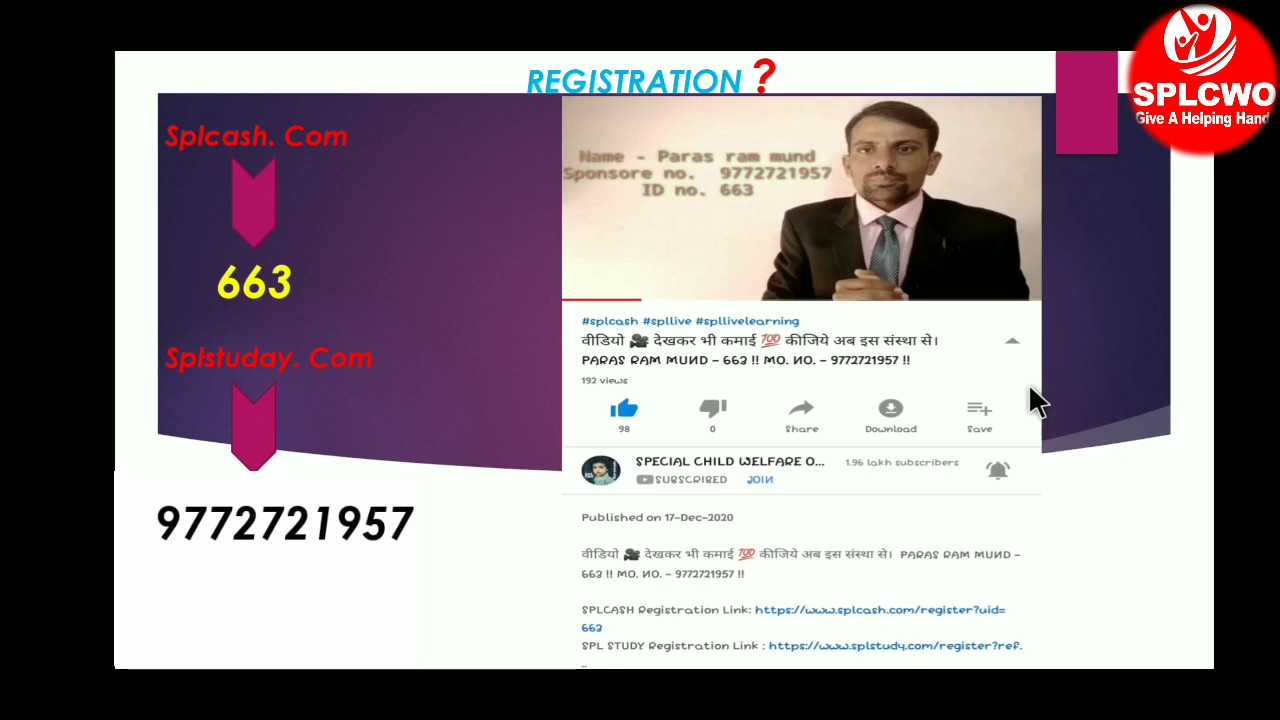 REGISTRATION ?
SPLCWO
Give A Helping Hand
Splcash. Com
663
Splstuday. Com
9772721957
Name - Paras ram mund
Sponsore no. 9772721957
ID no. 663
#splcash #spllive #spllivelearning
वीडियो 🎥 देखकर भी कमाई 💯 कीजिये अब इस संस्था से।
PARAS RAM MUND – 663 !! MO. NO. – 9772721957 !!
192 views
98
0
Share
Download
Save
SPECIAL CHILD WELFARE O...
1.96 lakh subscribers
SUBSCRIBED JOIN
Published on 17-Dec-2020
वीडियो 🎥 देखकर भी कमाई 💯 कीजिये अब इस संस्था से। PARAS RAM MUND –
663 !! MO. NO. – 9772721957 !!
SPLCASH Registration Link: https://www.splcash.com/register?uid=
663
SPL STUDY Registration Link : https://www.splstudy.com/register?ref.
..